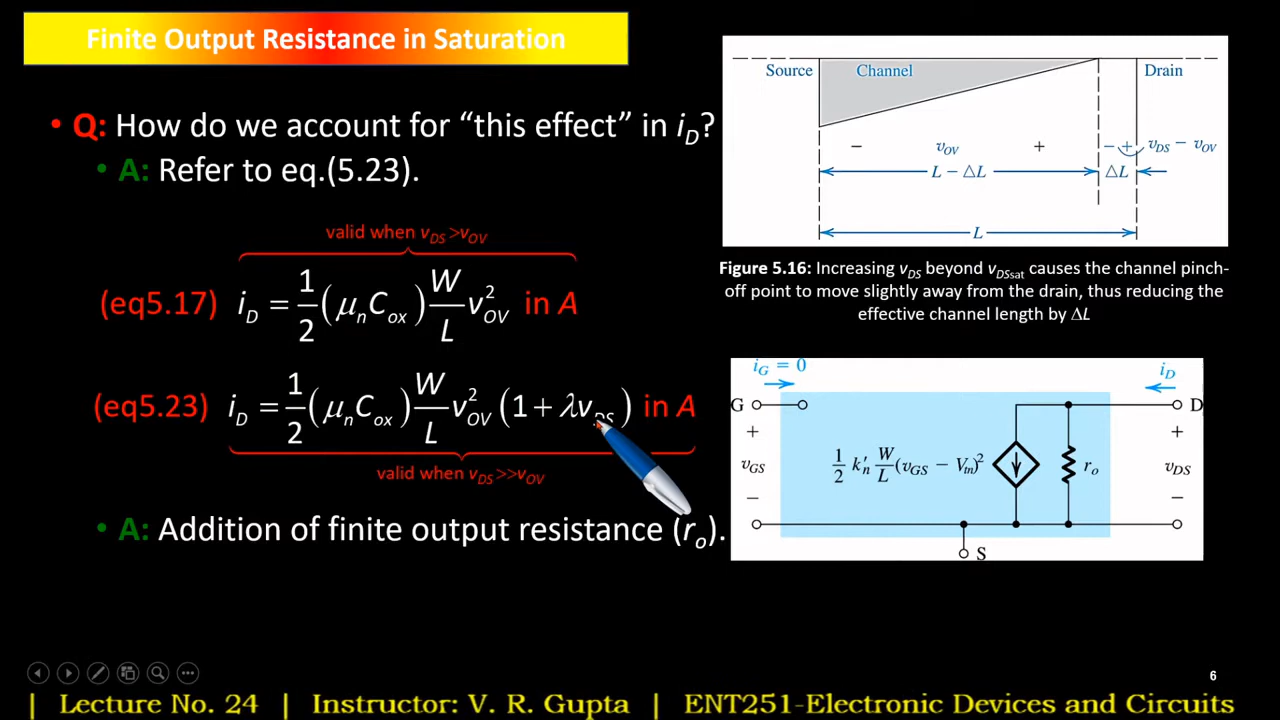 Finite Output Resistance in Saturation
• Q: How do we account for “this effect” in iD?
• A: Refer to eq.(5.23).
valid when vDS>vOV
(eq5.17) iD = 1/2 (μnCox) W/L v²OV in A
(eq5.23) iD = 1/2 (μnCox) W/L v²OV (1 + λvDS) in A
valid when vDS>>vOV
• A: Addition of finite output resistance (ro).
Source Channel Drain
− vOV + − + vDS − vOV
L − △L △L
L
Figure 5.16: Increasing vDS beyond vDSsat causes the channel pinch-
off point to move slightly away from the drain, thus reducing the
effective channel length by ΔL
iG = 0 iD
G D
+ +
vGS 1/2 k′n W/L (vGS − Vtn)² ro vDS
− −
S
6
| Lecture No. 24 | Instructor: V. R. Gupta | ENT251-Electronic Devices and Circuits